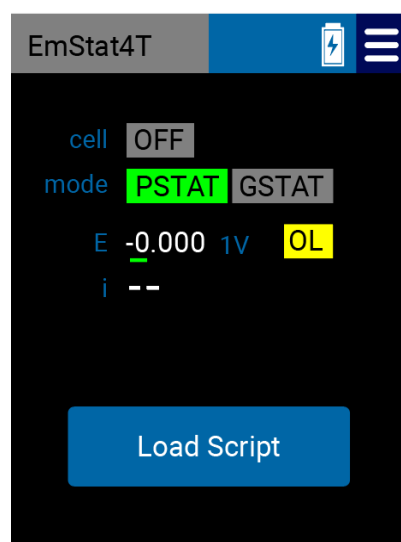 EmStat4T
cell OFF
mode PSTAT GSTAT
E -0.000 1V OL
i --
Load Script